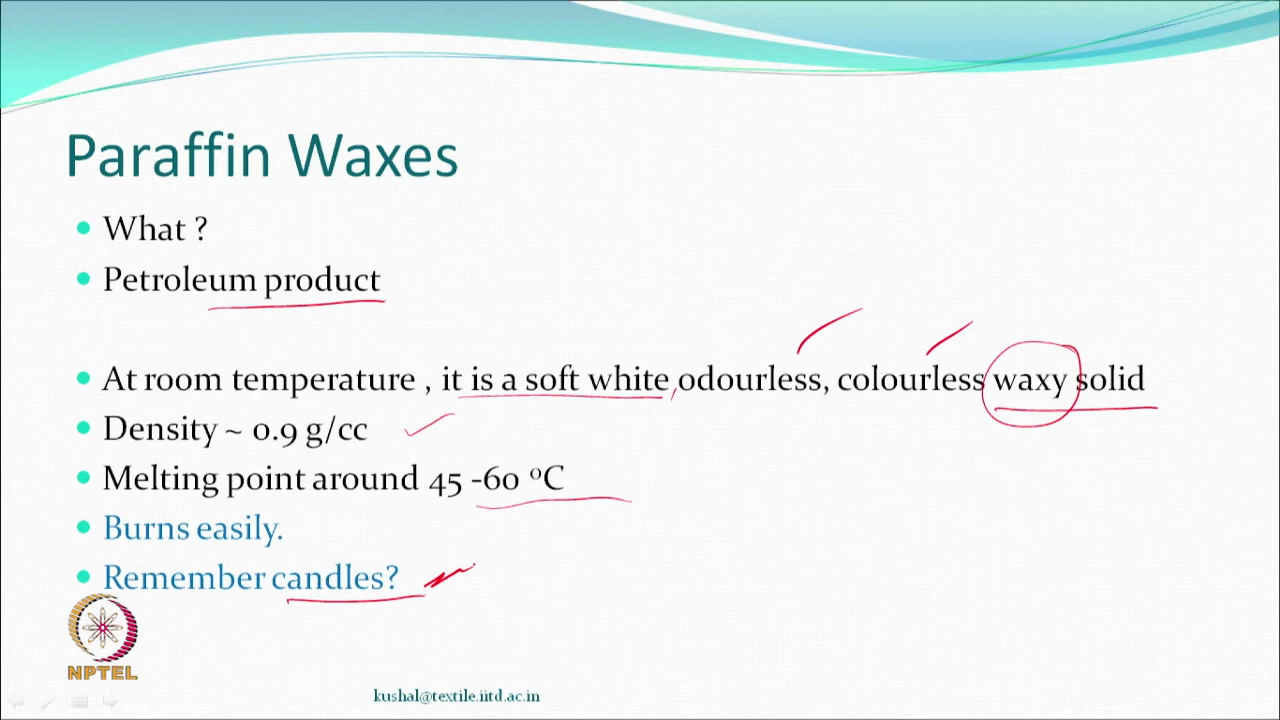 Paraffin Waxes
What ?
Petroleum product
At room temperature , it is a soft white odourless, colourless waxy solid
Density ~ 0.9 g/cc
Melting point around 45 -60 ⁰C
Burns easily.
Remember candles?
NPTEL
kushal@textile.iitd.ac.in